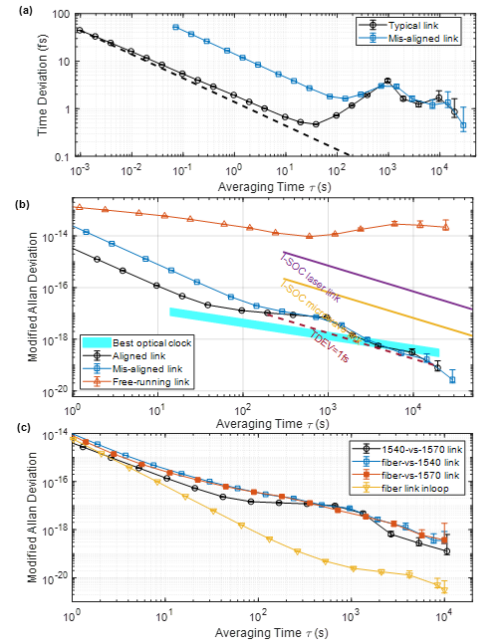 (a)
100
10
1
0.1
Time Deviation (fs)
Typical link
Mis-aligned link
10-3 10-2 10-1 100 101 102 103 104
Averaging Time τ (s)
(b)
10-14
10-16
10-18
10-20
Modified Allan Deviation
I-SOC laser link
TDEV=1fs
Best optical clock
Aligned link
Mis-aligned link
Free-running link
100 101 102 103 104
Averaging Time τ (s)
(c)
10-14
10-16
10-18
10-20
Modified Allan Deviation
1540-vs-1570 link
fiber-vs-1540 link
fiber-vs-1570 link
fiber link inloop
100 101 102 103 104
Averaging Time τ (s)